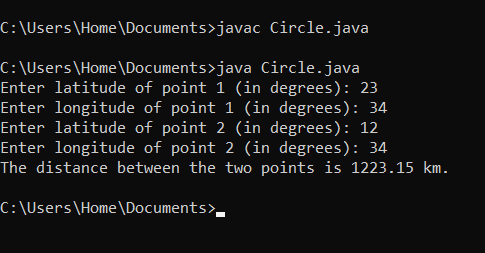 C:\Users\Home\Documents>javac Circle.java
C:\Users\Home\Documents>java Circle.java
Enter latitude of point 1 (in degrees): 23
Enter longitude of point 1 (in degrees): 34
Enter latitude of point 2 (in degrees): 12
Enter longitude of point 2 (in degrees): 34
The distance between the two points is 1223.15 km.
C:\Users\Home\Documents>